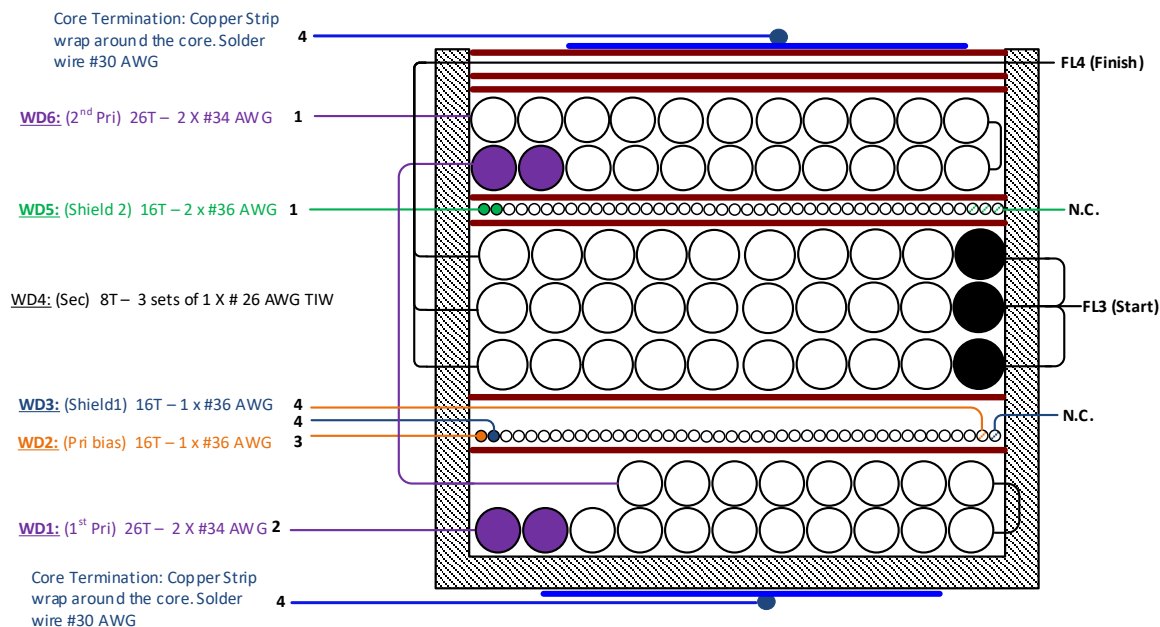 Core Termination: Copper Strip
wrap around the core. Solder
wire #30 AWG
4
FL4 (Finish)
WD6: (2nd Pri) 26T – 2 X #34 AWG 1
WD5: (Shield 2) 16T – 2 x #36 AWG 1
N.C.
WD4: (Sec) 8T – 3 sets of 1 X # 26 AWG TIW
FL3 (Start)
WD3: (Shield1) 16T – 1 x #36 AWG 4
4
N.C.
WD2: (Pri bias) 16T – 1 x #36 AWG 3
WD1: (1st Pri) 26T – 2 X #34 AWG 2
Core Termination: Copper Strip
wrap around the core. Solder
wire #30 AWG
4